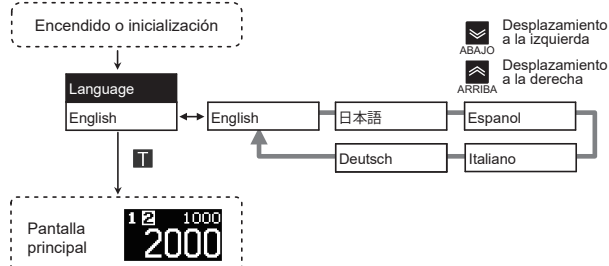 Encendido o inicialización
Desplazamiento
a la izquierda
ABAJO
Desplazamiento
a la derecha
ARRIBA
Language
English
English
日本語
Espanol
Deutsch
Italiano
T
Pantalla
principal
1 2 1000
2000